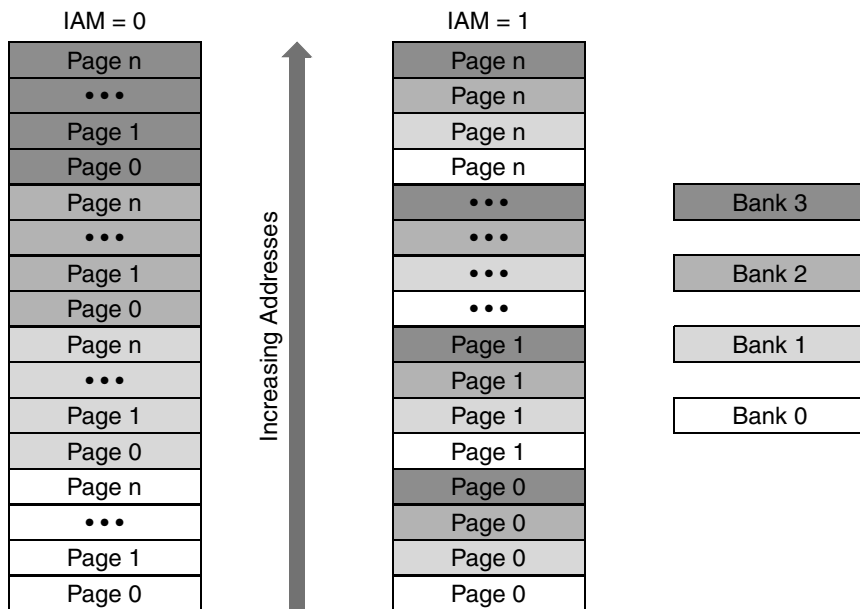 IAM = 0
Page n
•••
Page 1
Page 0
Page n
•••
Page 1
Page 0
Page n
•••
Page 1
Page 0
Page n
•••
Page 1
Page 0
Increasing Addresses
IAM = 1
Page n
Page n
Page n
Page n
•••
•••
•••
•••
Page 1
Page 1
Page 1
Page 1
Page 0
Page 0
Page 0
Page 0
Bank 3
Bank 2
Bank 1
Bank 0